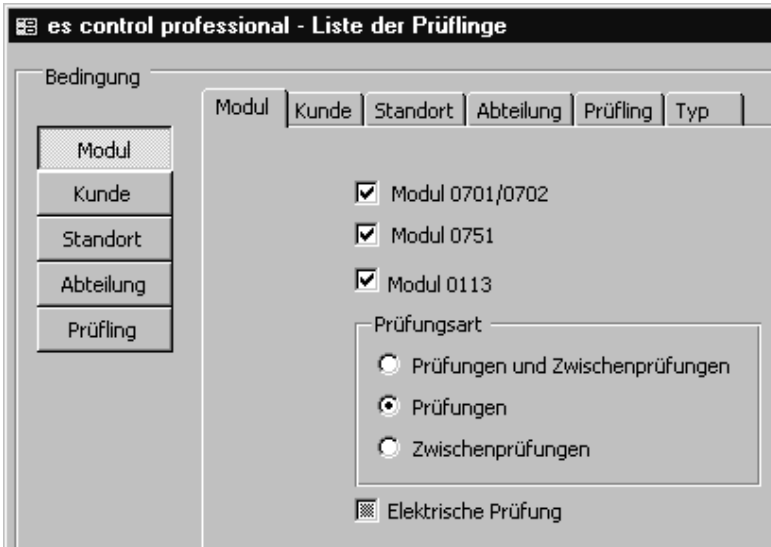 es control professional - Liste der Prüflinge
Bedingung
Modul
Kunde
Standort
Abteilung
Prüfling
Modul Kunde Standort Abteilung Prüfling Typ
Modul 0701/0702
Modul 0751
Modul 0113
Prüfungsart
Prüfungen und Zwischenprüfungen
Prüfungen
Zwischenprüfungen
Elektrische Prüfung